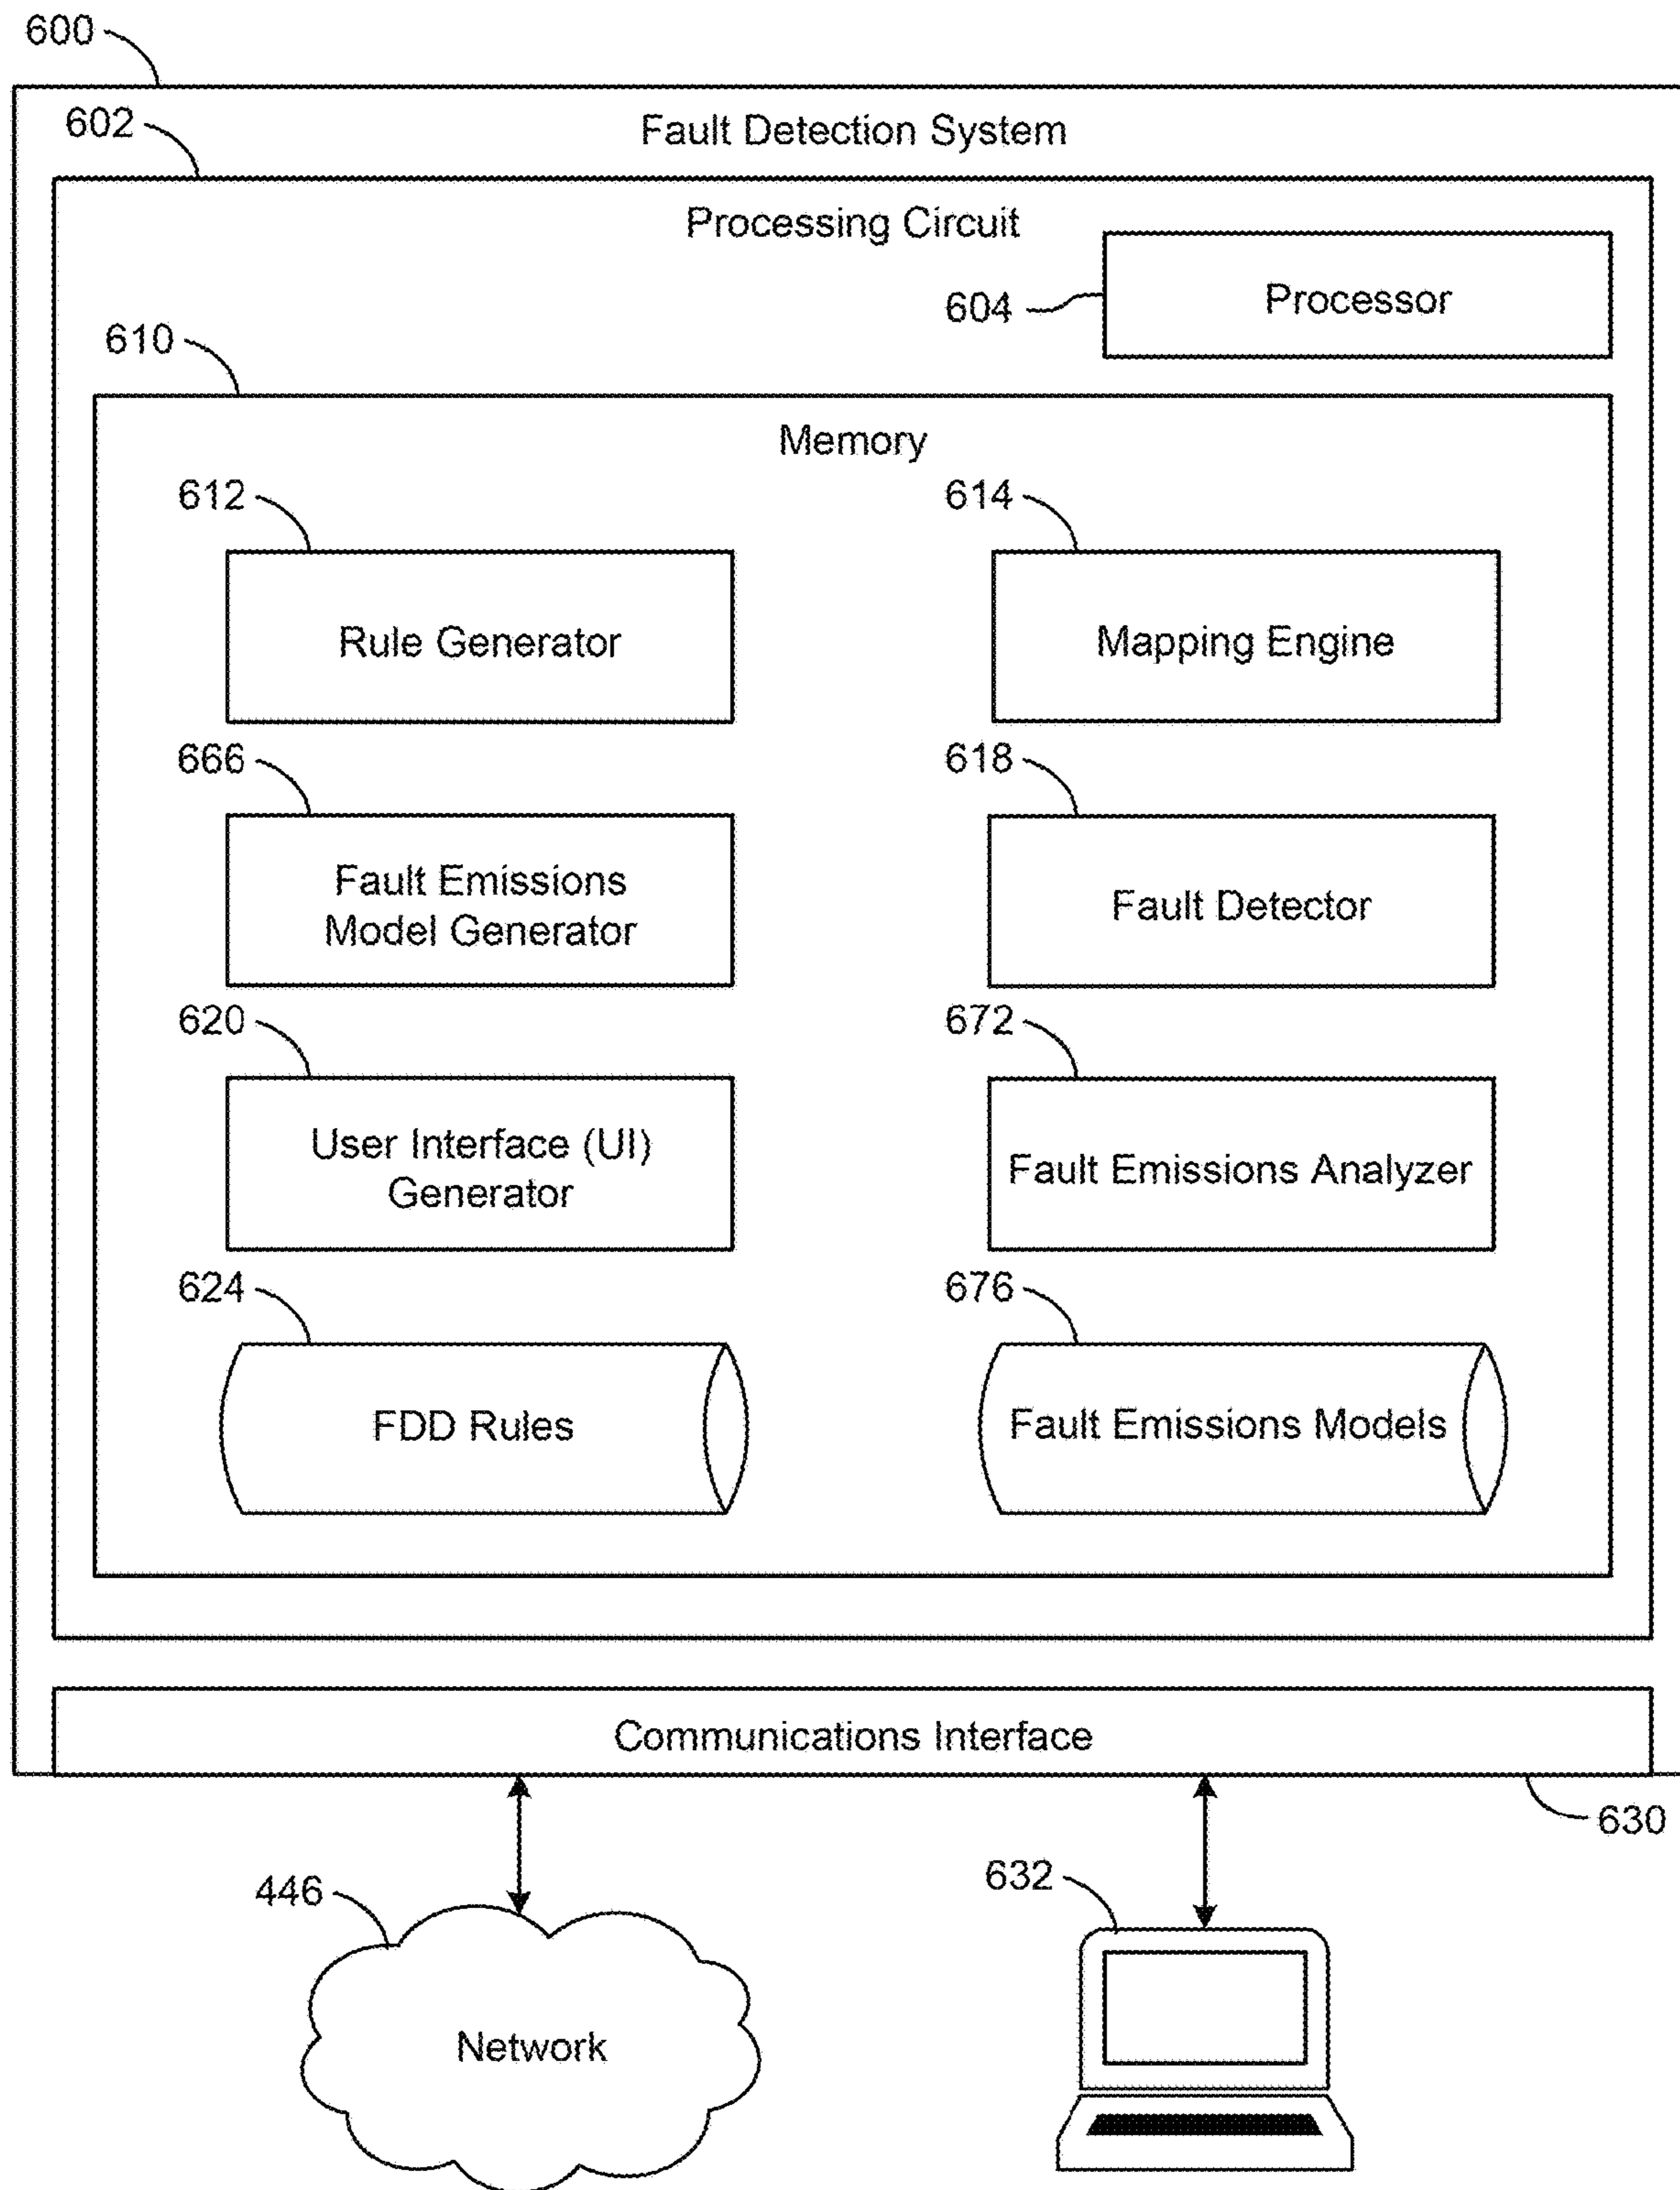 600
602
Fault Detection System
Processing Circuit
604
Processor
610
Memory
612
614
Rule Generator
Mapping Engine
666
618
Fault Emissions
Model Generator
Fault Detector
620
672
User Interface (UI)
Generator
Fault Emissions Analyzer
624
676
FDD Rules
Fault Emissions Models
Communications Interface
630
446
632
Network